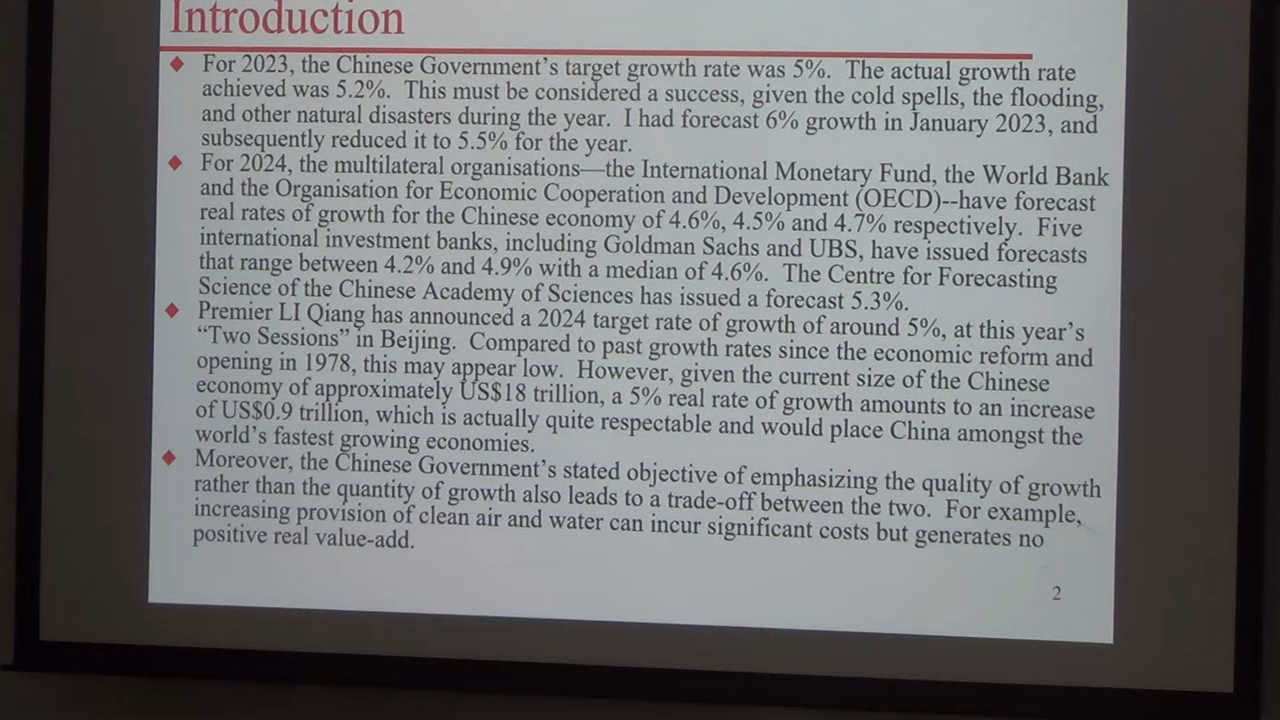 Introduction
◆ For 2023, the Chinese Government's target growth rate was 5%. The actual growth rate
achieved was 5.2%. This must be considered a success, given the cold spells, the flooding,
and other natural disasters during the year. I had forecast 6% growth in January 2023, and
subsequently reduced it to 5.5% for the year.
◆ For 2024, the multilateral organisations—the International Monetary Fund, the World Bank
and the Organisation for Economic Cooperation and Development (OECD)--have forecast
real rates of growth for the Chinese economy of 4.6%, 4.5% and 4.7% respectively. Five
international investment banks, including Goldman Sachs and UBS, have issued forecasts
that range between 4.2% and 4.9% with a median of 4.6%. The Centre for Forecasting
Science of the Chinese Academy of Sciences has issued a forecast 5.3%.
◆ Premier LI Qiang has announced a 2024 target rate of growth of around 5%, at this year's
"Two Sessions" in Beijing. Compared to past growth rates since the economic reform and
opening in 1978, this may appear low. However, given the current size of the Chinese
economy of approximately US$18 trillion, a 5% real rate of growth amounts to an increase
of US$0.9 trillion, which is actually quite respectable and would place China amongst the
world's fastest growing economies.
◆ Moreover, the Chinese Government's stated objective of emphasizing the quality of growth
rather than the quantity of growth also leads to a trade-off between the two. For example,
increasing provision of clean air and water can incur significant costs but generates no
positive real value-add.
2